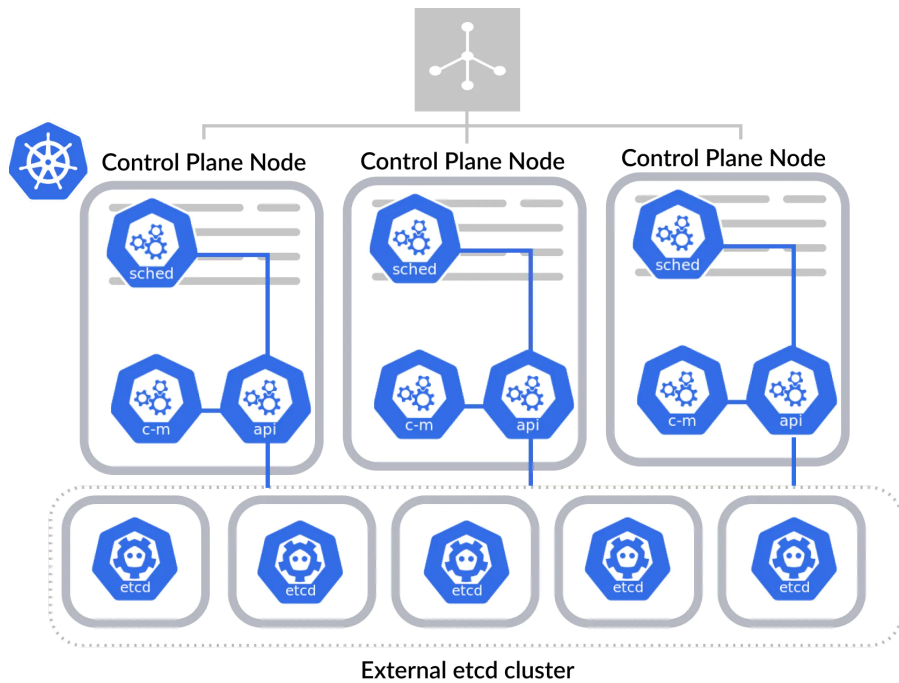 Control Plane Node
Control Plane Node
Control Plane Node
sched
sched
sched
c-m
api
c-m
api
c-m
api
etcd
etcd
etcd
etcd
etcd
External etcd cluster